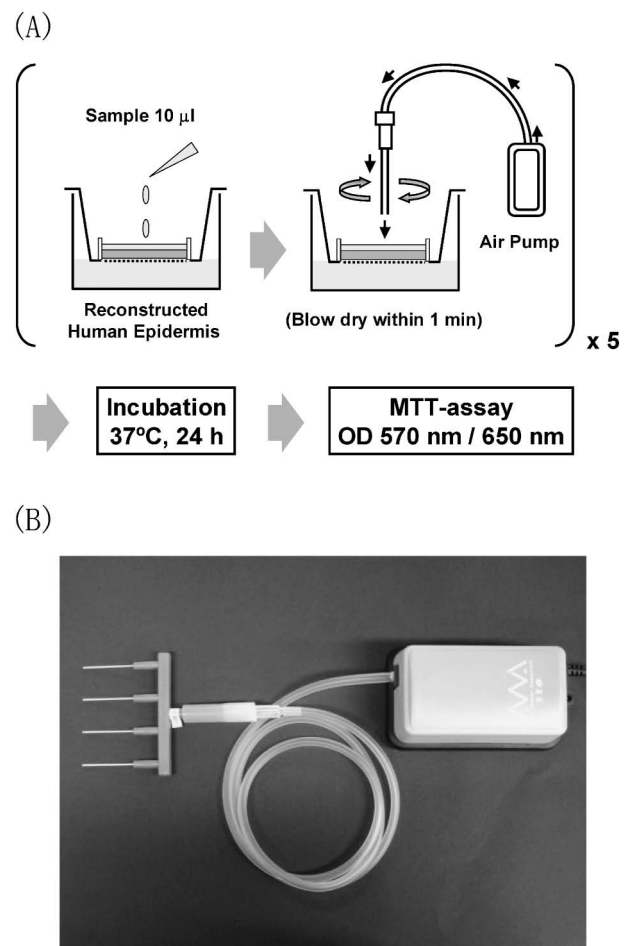 (A)
Sample 10 μl
Air Pump
Reconstructed
Human Epidermis
(Blow dry within 1 min)
x 5
Incubation
37ºC, 24 h
MTT-assay
OD 570 nm / 650 nm
(B)